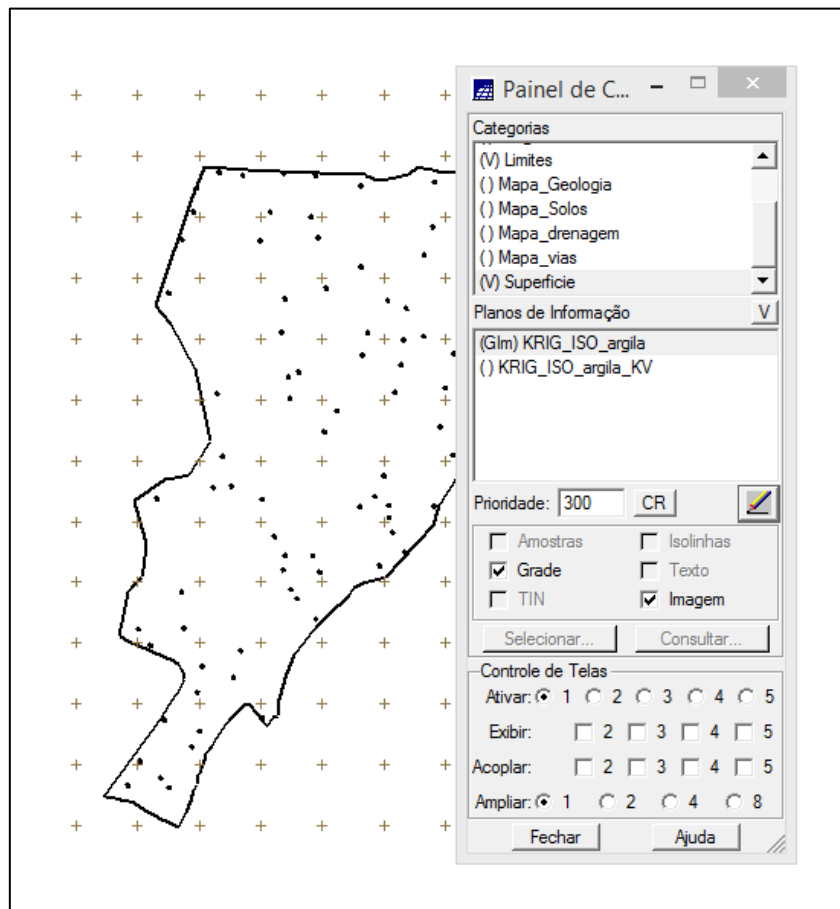 Painel de C...
Categorias
(V) Limites
( ) Mapa_Geologia
( ) Mapa_Solos
( ) Mapa_drenagem
( ) Mapa_vias
(V) Superficie
Planos de Informação V
(Glm) KRIG_ISO_argila
( ) KRIG_ISO_argila_KV
Prioridade: 300 CR
Amostras Isolinhas
Grade Texto
TIN Imagem
Selecionar... Consultar...
Controle de Telas
Ativar: 1 2 3 4 5
Exibir: 2 3 4 5
Acoplar: 2 3 4 5
Ampliar: 1 2 4 8
Fechar Ajuda